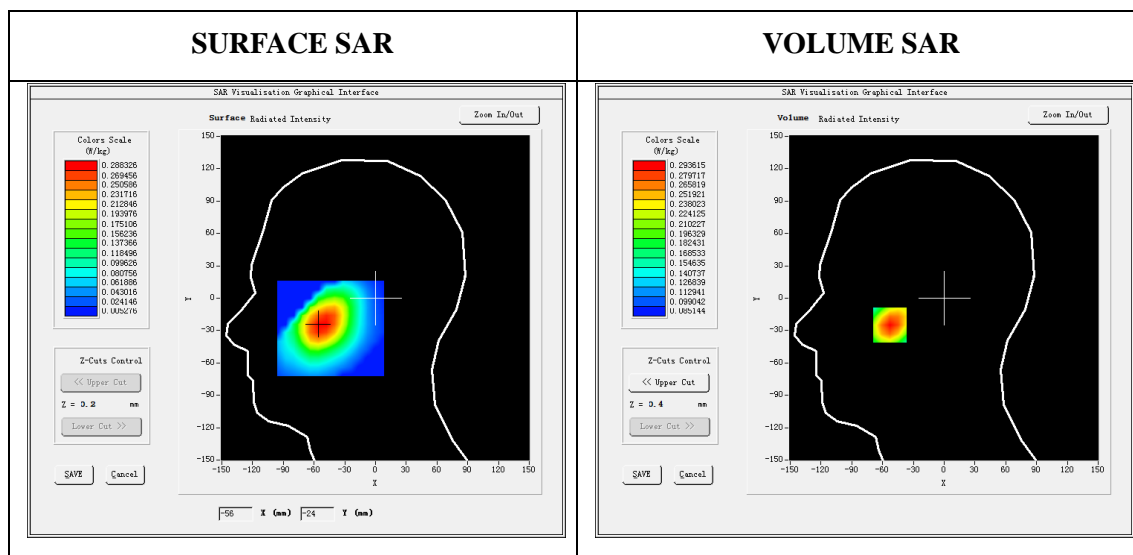 SURFACE SAR
VOLUME SAR
SAR Visualisation Graphical Interface
Surface Radiated Intensity
Zoom In/Out
Colors Scale
(W/kg)
0.288326
0.269456
0.250586
0.231716
0.212846
0.193976
0.175106
0.156236
0.137366
0.118496
0.099626
0.080756
0.061886
0.043016
0.024146
0.005276
150
120
90
60
30
0
-30
-60
-90
-120
-150
Y
-150 -120 -90 -60 -30 0 30 60 90 120 150
X
Z-Cuts Control
<< Upper Cut
Z = 0.2 mm
Lower Cut >>
SAVE Cancel
-56 X (mm) -24 Y (mm)
SAR Visualisation Graphical Interface
Volume Radiated Intensity
Zoom In/Out
Colors Scale
(W/kg)
0.293615
0.279717
0.265819
0.251921
0.238023
0.224125
0.210227
0.196329
0.182431
0.168533
0.154635
0.140737
0.126839
0.112941
0.099042
0.085144
150
120
90
60
30
0
-30
-60
-90
-120
-150
Y
-150 -120 -90 -60 -30 0 30 60 90 120 150
X
Z-Cuts Control
<< Upper Cut
Z = 0.4 mm
Lower Cut >>
SAVE Cancel